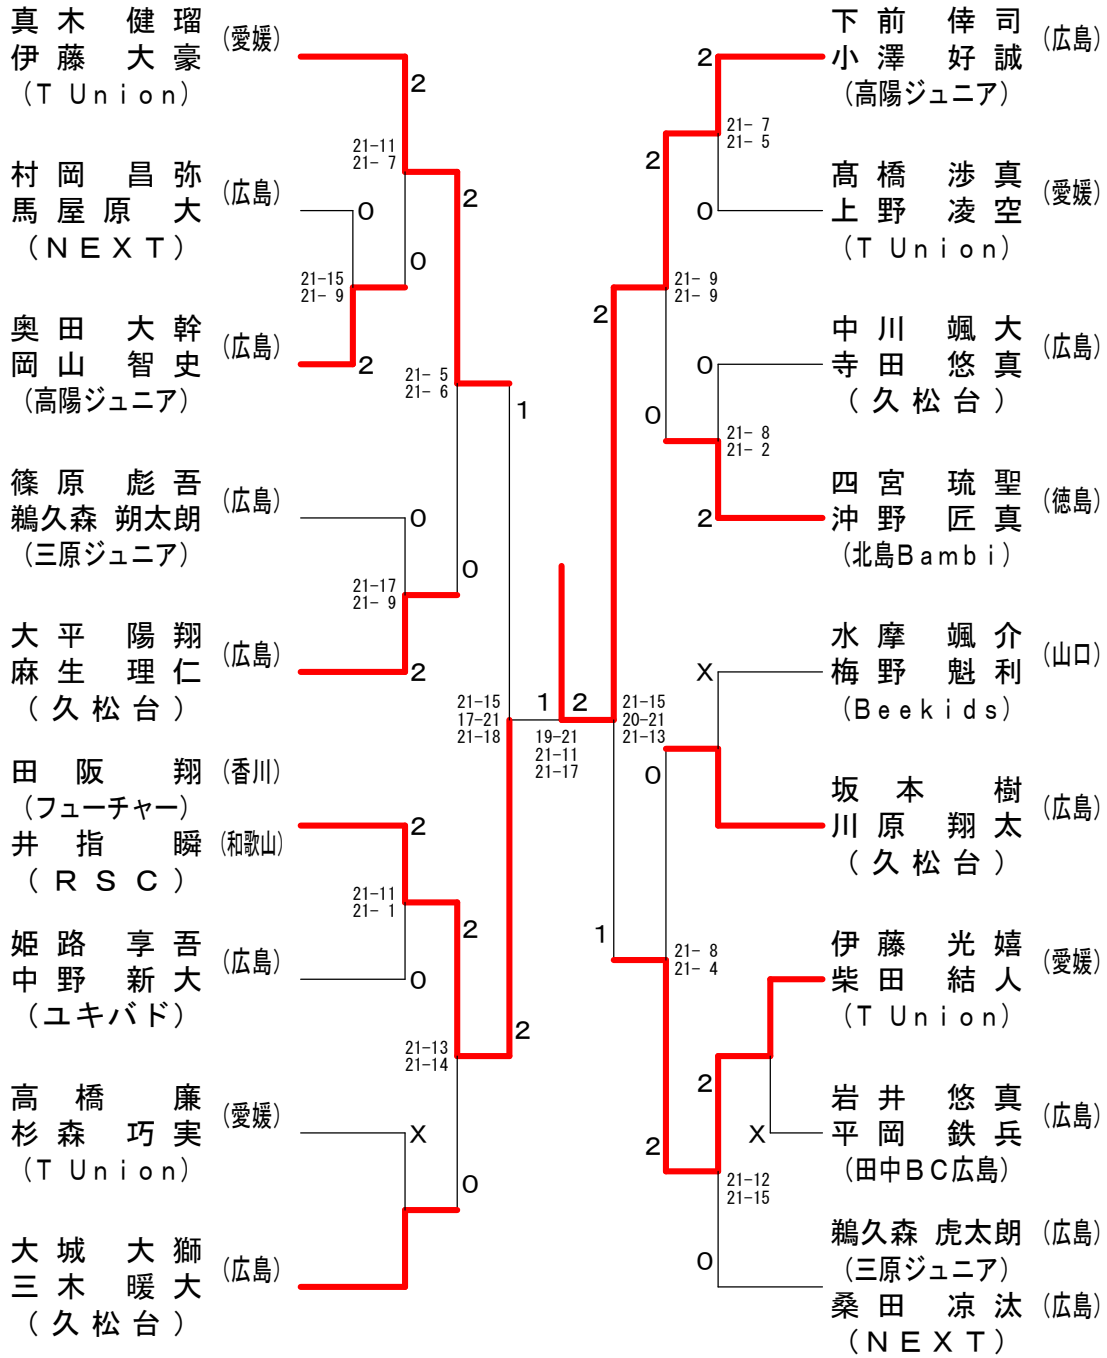 真木 健瑠 (愛媛)
伊藤 大豪
(T Union)
村岡 昌弥 (広島)
馬屋原 大
(NEXT)
奥田 大幹 (広島)
岡山 智史
(高陽ジュニア)
篠原 彪吾 (広島)
鵜久森 朔太朗
(三原ジュニア)
大平 陽翔 (広島)
麻生 理仁
(久松台)
田阪 翔 (香川)
(フューチャー)
井指 瞬 (和歌山)
(RSC)
姫路 享吾 (広島)
中野 新大
(ユキバド)
高橋 廉 (愛媛)
杉森 巧実
(T Union)
大城 大獅 (広島)
三木 暖大
(久松台)
2
21-11
21- 7
0
2
0
21-15
21- 9
2
21- 5
21- 6
1
0
0
21-17
21- 9
2
21-15
17-21
21-18
2
21-11
21- 1
2
0
21-13
21-14
2
X
0
1
2
19-21
21-11
21-17
2
21- 7
21- 5
2
0
21- 9
21- 9
2
0
0
21- 8
21- 2
2
21-15
20-21
21-13
X
0
1
21- 8
21- 4
2
X
2
21-12
21-15
0
下前 倖司 (広島)
小澤 好誠
(高陽ジュニア)
髙橋 渉真 (愛媛)
上野 凌空
(T Union)
中川 颯大 (広島)
寺田 悠真
(久松台)
四宮 琉聖 (徳島)
沖野 匠真
(北島Bambi)
水摩 颯介 (山口)
梅野 魁利
(Beekids)
坂本 樹 (広島)
川原 翔太
(久松台)
伊藤 光嬉 (愛媛)
柴田 結人
(T Union)
岩井 悠真 (広島)
平岡 鉄兵
(田中BC広島)
鵜久森 虎太朗 (広島)
(三原ジュニア)
桑田 凉汰 (広島)
(NEXT)